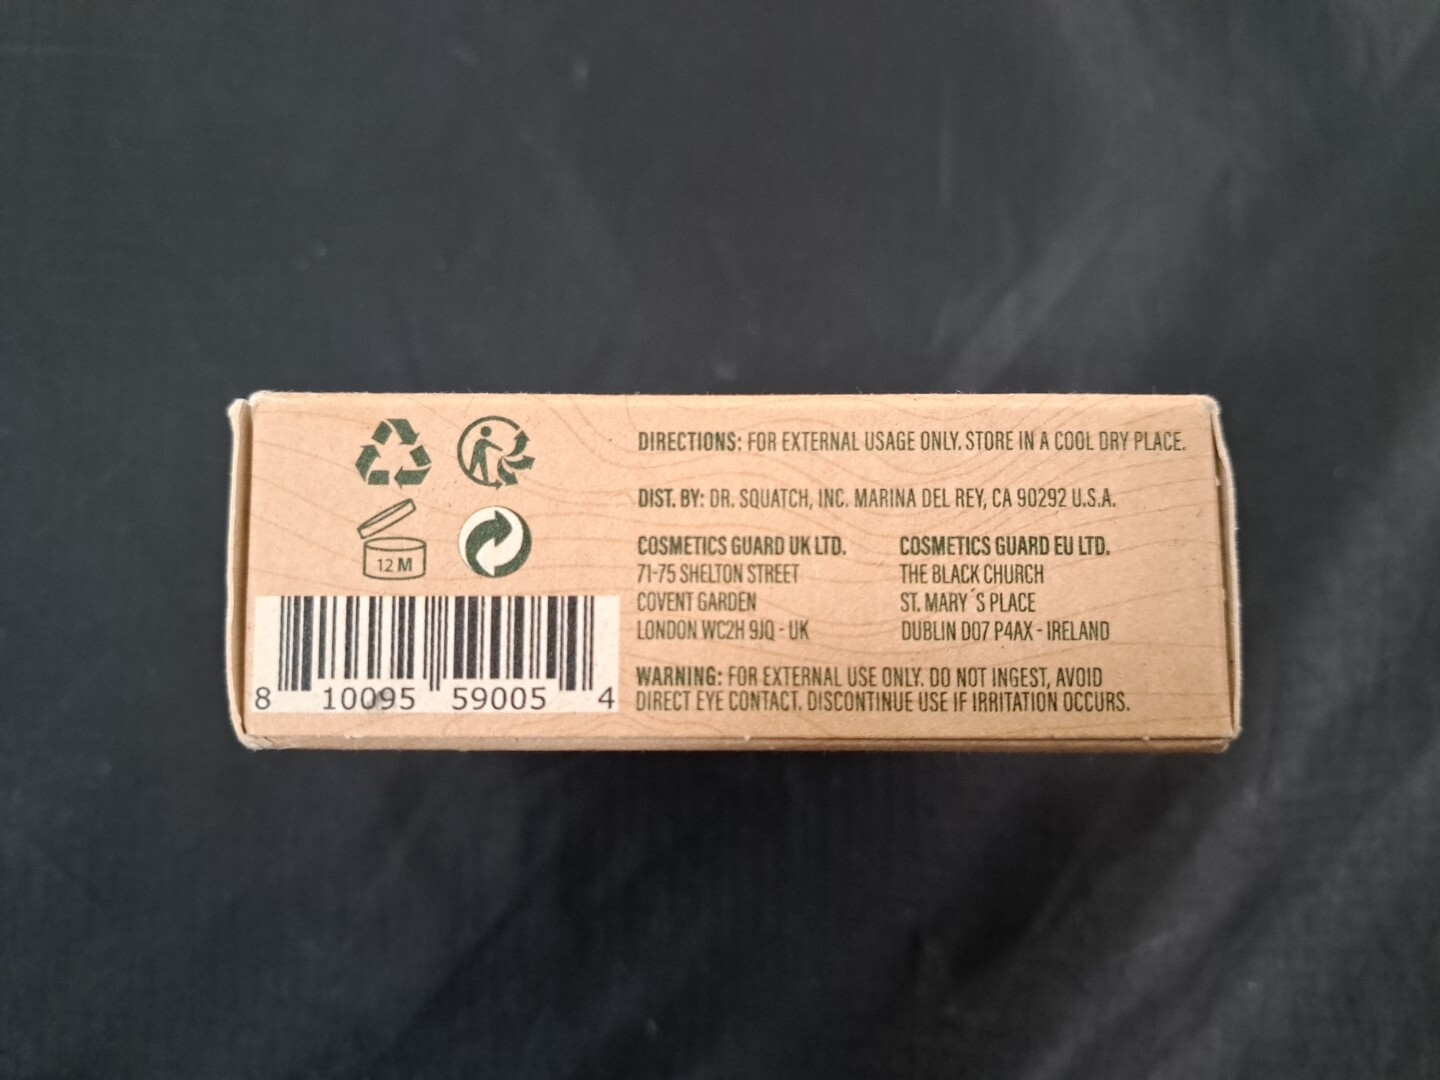 DIRECTIONS: FOR EXTERNAL USAGE ONLY. STORE IN A COOL DRY PLACE.
DIST. BY: DR. SQUATCH, INC. MARINA DEL REY, CA 90292 U.S.A.
COSMETICS GUARD UK LTD.
71-75 SHELTON STREET
COVENT GARDEN
LONDON WC2H 9JQ - UK
COSMETICS GUARD EU LTD.
THE BLACK CHURCH
ST. MARY´S PLACE
DUBLIN D07 P4AX - IRELAND
WARNING: FOR EXTERNAL USE ONLY. DO NOT INGEST, AVOID
DIRECT EYE CONTACT. DISCONTINUE USE IF IRRITATION OCCURS.
12 M
8 10095 59005 4